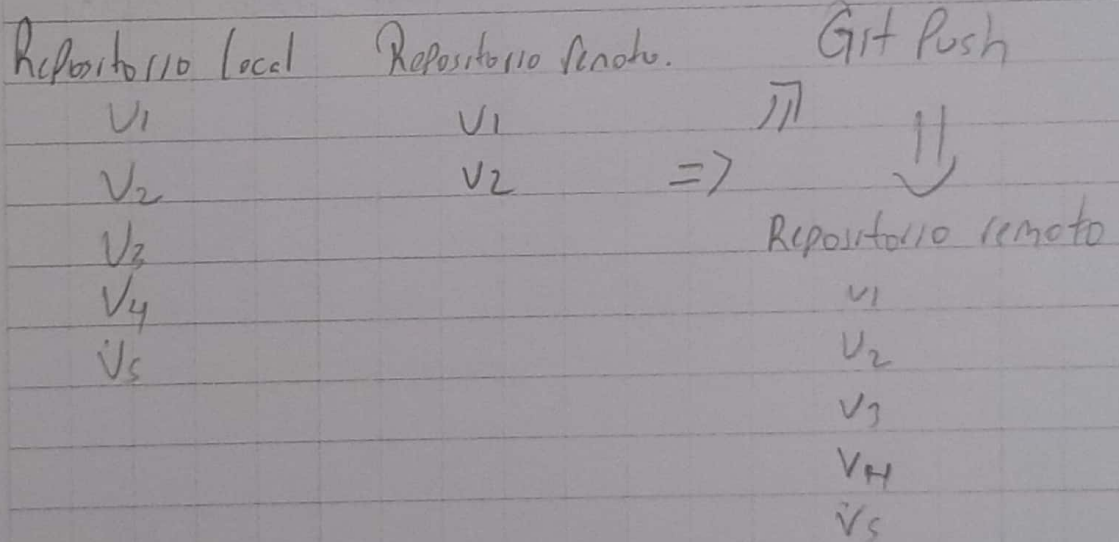 Repositorio local Repositorio remoto. Git Push
V1 V1
V2 V2 =>
Repositorio remoto
V3
V4 V1
V5 V2
V3
V4
V5